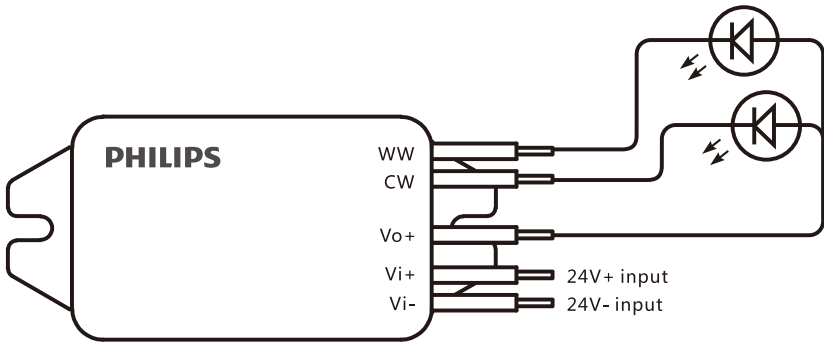 PHILIPS
WW
CW
Vo+
Vi+ 24V+ input
Vi- 24V- input